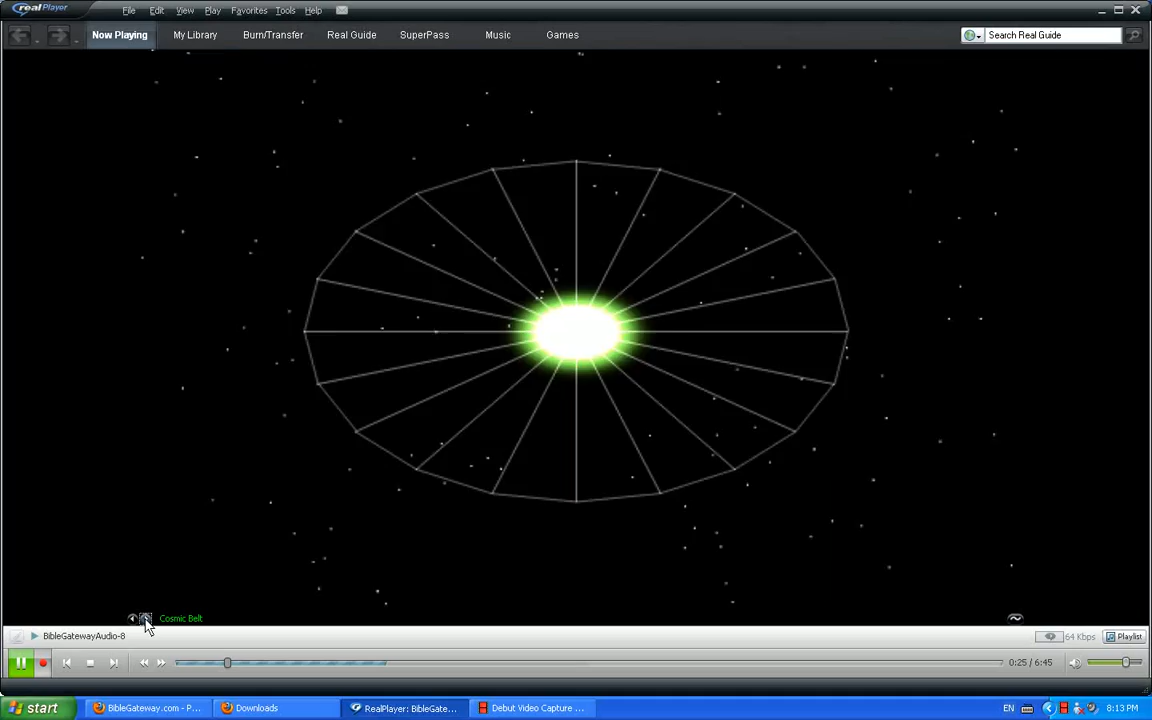 realPlayer File Edit View Play Favorites Tools Help
Now Playing My Library Burn/Transfer Real Guide SuperPass Music Games Search Real Guide
Cosmic Belt
BibleGatewayAudio-8 64 Kbps Playlist
0:25 / 6:45
start BibleGateway.com - P... Downloads RealPlayer: BibleGate... Debut Video Capture ... EN 8:13 PM